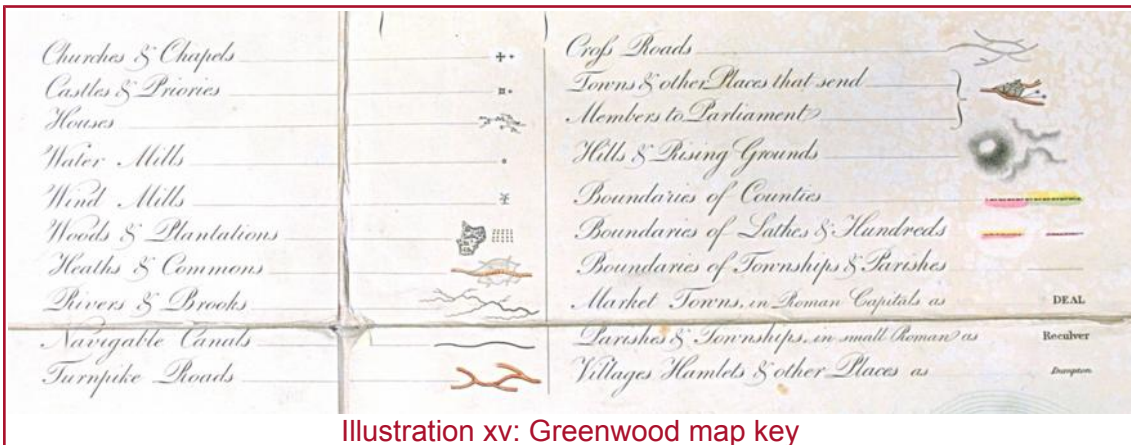 Churches & Chapels
Castles & Priories
Houses
Water Mills
Wind Mills
Woods & Plantations
Heaths & Commons
Rivers & Brooks
Navigable Canals
Turnpike Roads
Croſs Roads
Towns & other Places that send
Members to Parliament
Hills & Rising Grounds
Boundaries of Counties
Boundaries of Lathes & Hundreds
Boundaries of Townships & Parishes
Market Towns, in Roman Capitals as DEAL
Parishes & Townships, in small Roman as Reculver
Villages Hamlets & other Places as Dumpton
Illustration xv: Greenwood map key